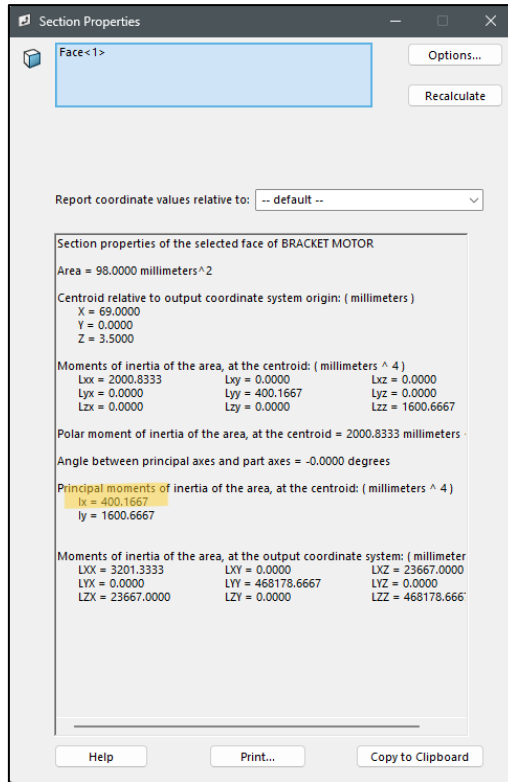 Section Properties
Face<1>
Options...
Recalculate
Report coordinate values relative to: -- default --
Section properties of the selected face of BRACKET MOTOR
Area = 98.0000 millimeters^2
Centroid relative to output coordinate system origin: ( millimeters )
X = 69.0000
Y = 0.0000
Z = 3.5000
Moments of inertia of the area, at the centroid: ( millimeters ^ 4 )
Lxx = 2000.8333 Lxy = 0.0000 Lxz = 0.0000
Lyx = 0.0000 Lyy = 400.1667 Lyz = 0.0000
Lzx = 0.0000 Lzy = 0.0000 Lzz = 1600.6667
Polar moment of inertia of the area, at the centroid = 2000.8333 millimeters
Angle between principal axes and part axes = -0.0000 degrees
Principal moments of inertia of the area, at the centroid: ( millimeters ^ 4 )
Ix = 400.1667
Iy = 1600.6667
Moments of inertia of the area, at the output coordinate system: ( millimeter
LXX = 3201.3333 LXY = 0.0000 LXZ = 23667.0000
LYX = 0.0000 LYY = 468178.6667 LYZ = 0.0000
LZX = 23667.0000 LZY = 0.0000 LZZ = 468178.666
Help Print... Copy to Clipboard